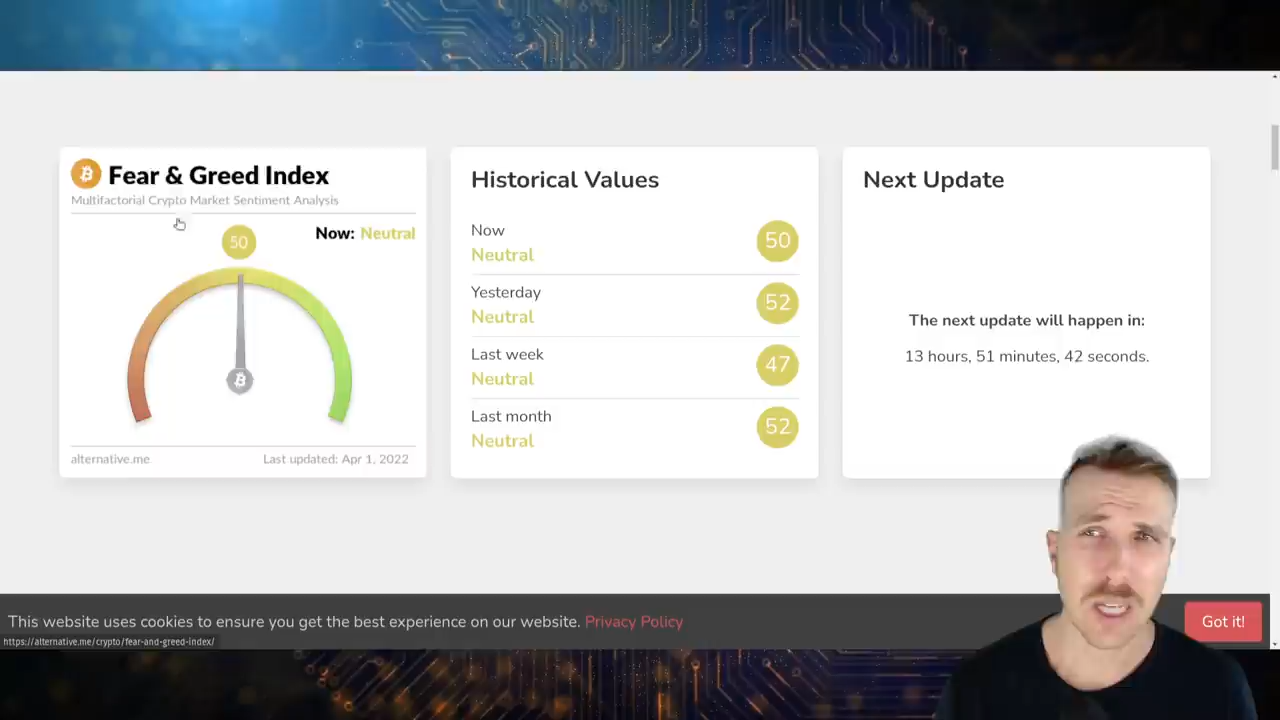 Fear & Greed Index
Multifactorial Crypto Market Sentiment Analysis
Now: Neutral
50
alternative.me
Last updated: Apr 1, 2022
Historical Values
Now
Neutral
50
Yesterday
Neutral
52
Last week
Neutral
47
Last month
Neutral
52
Next Update
The next update will happen in:
13 hours, 51 minutes, 42 seconds.
This website uses cookies to ensure you get the best experience on our website. Privacy Policy
Got it!
https://alternative.me/crypto/fear-and-greed-index/